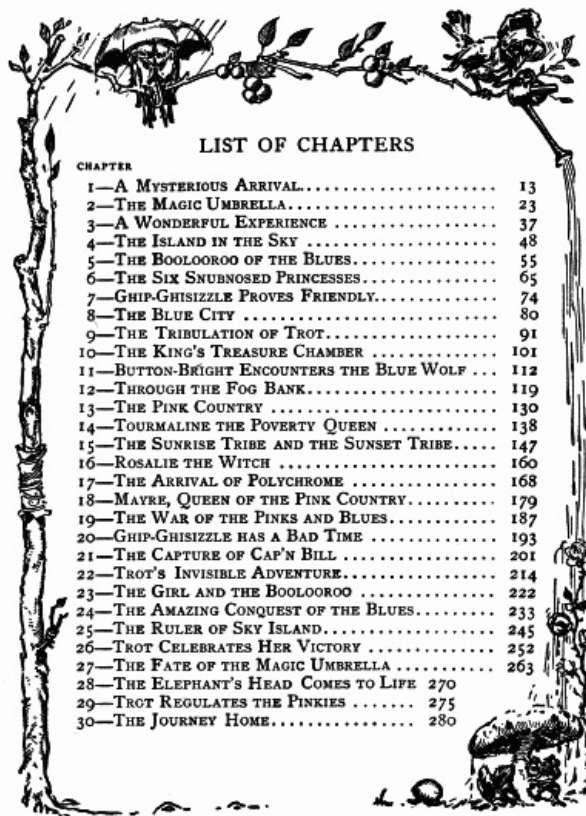 LIST OF CHAPTERS
CHAPTER
1—A Mysterious Arrival........................ 13
2—The Magic Umbrella........................ 23
3—A Wonderful Experience .................... 37
4—The Island in the Sky ...................... 48
5—The Boolooroo of the Blues................. 55
6—The Six Snubnosed Princesses............... 65
7—Ghip-Ghisizzle Proves Friendly.............. 74
8—The Blue City ............................. 80
9—The Tribulation of Trot.................... 91
10—The King's Treasure Chamber .............. 101
11—Button-Bright Encounters the Blue Wolf ... 112
12—Through the Fog Bank..................... 119
13—The Pink Country ......................... 130
14—Tourmaline the Poverty Queen ............. 138
15—The Sunrise Tribe and the Sunset Tribe..... 147
16—Rosalie the Witch ........................ 160
17—The Arrival of Polychrome ................ 168
18—Mayre, Queen of the Pink Country.......... 179
19—The War of the Pinks and Blues............ 187
20—Ghip-Ghisizzle has a Bad Time ............ 193
21—The Capture of Cap'n Bill ................. 201
22—Trot's Invisible Adventure................. 214
23—The Girl and the Boolooroo ............... 222
24—The Amazing Conquest of the Blues......... 233
25—The Ruler of Sky Island................... 245
26—Trot Celebrates Her Victory .............. 252
27—The Fate of the Magic Umbrella ........... 263
28—The Elephant's Head Comes to Life 270
29—Trot Regulates the Pinkies ....... 275
30—The Journey Home............... 280